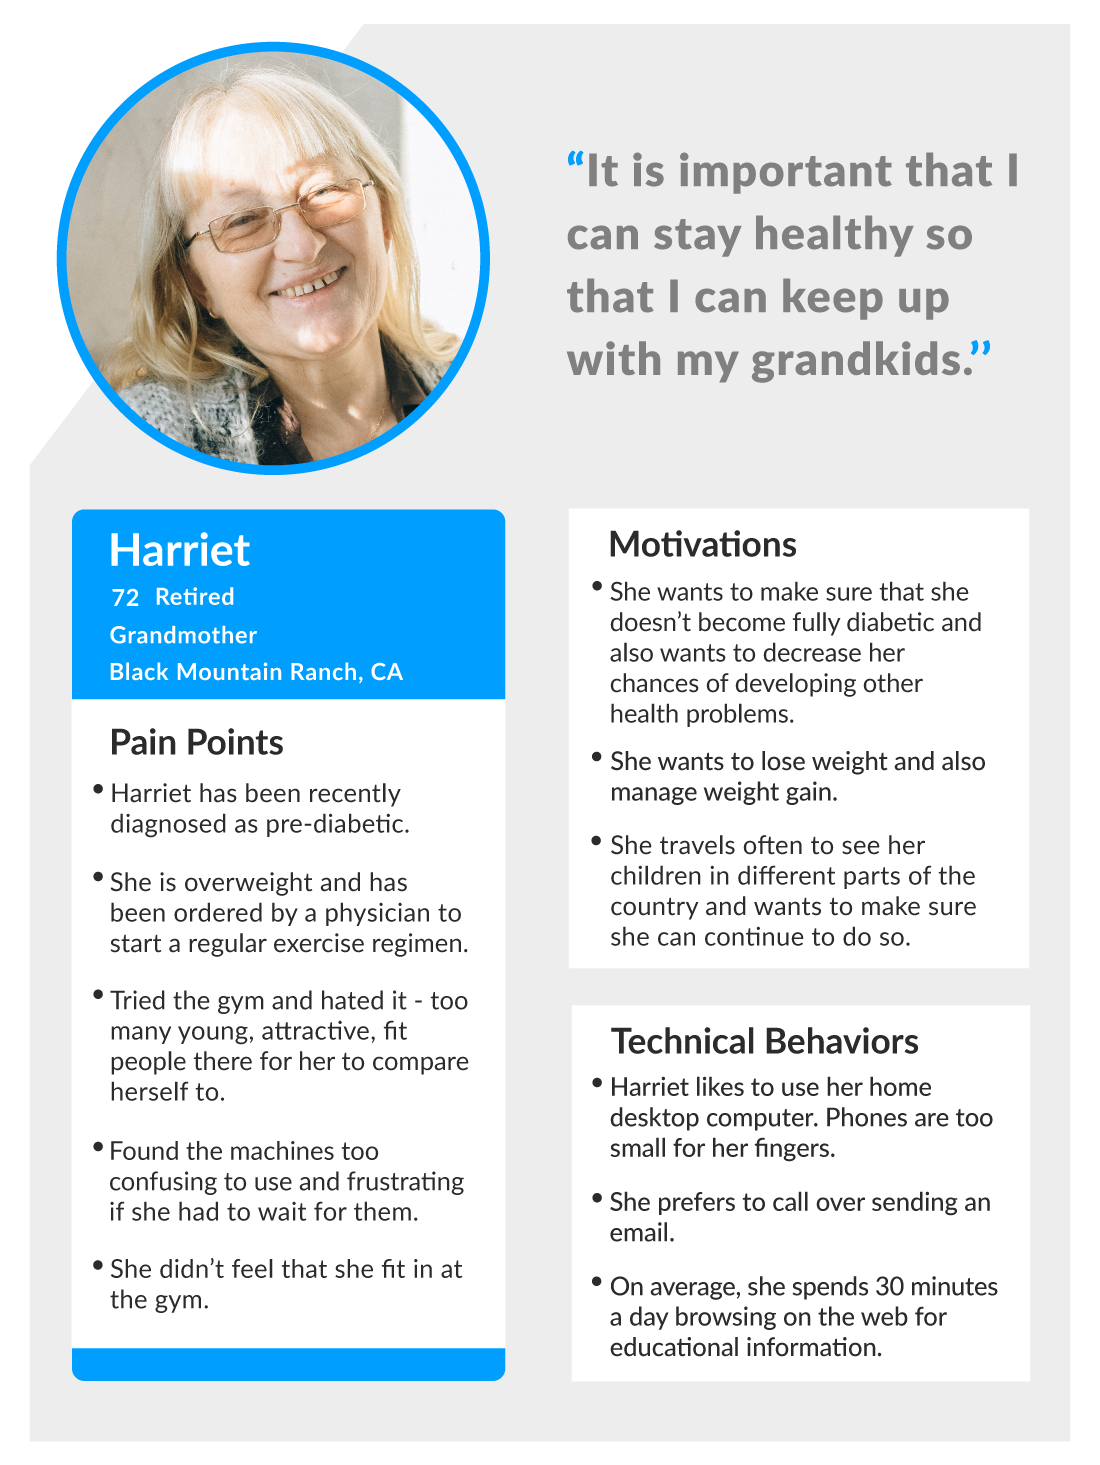 “It is important that I
can stay healthy so
that I can keep up
with my grandkids.”
Harriet
72 Retired
Grandmother
Black Mountain Ranch, CA
Pain Points
• Harriet has been recently
diagnosed as pre-diabetic.
• She is overweight and has
been ordered by a physician to
start a regular exercise regimen.
• Tried the gym and hated it - too
many young, attractive, fit
people there for her to compare
herself to.
• Found the machines too
confusing to use and frustrating
if she had to wait for them.
• She didn’t feel that she fit in at
the gym.
Motivations
• She wants to make sure that she
doesn’t become fully diabetic and
also wants to decrease her
chances of developing other
health problems.
• She wants to lose weight and also
manage weight gain.
• She travels often to see her
children in different parts of the
country and wants to make sure
she can continue to do so.
Technical Behaviors
• Harriet likes to use her home
desktop computer. Phones are too
small for her fingers.
• She prefers to call over sending an
email.
• On average, she spends 30 minutes
a day browsing on the web for
educational information.